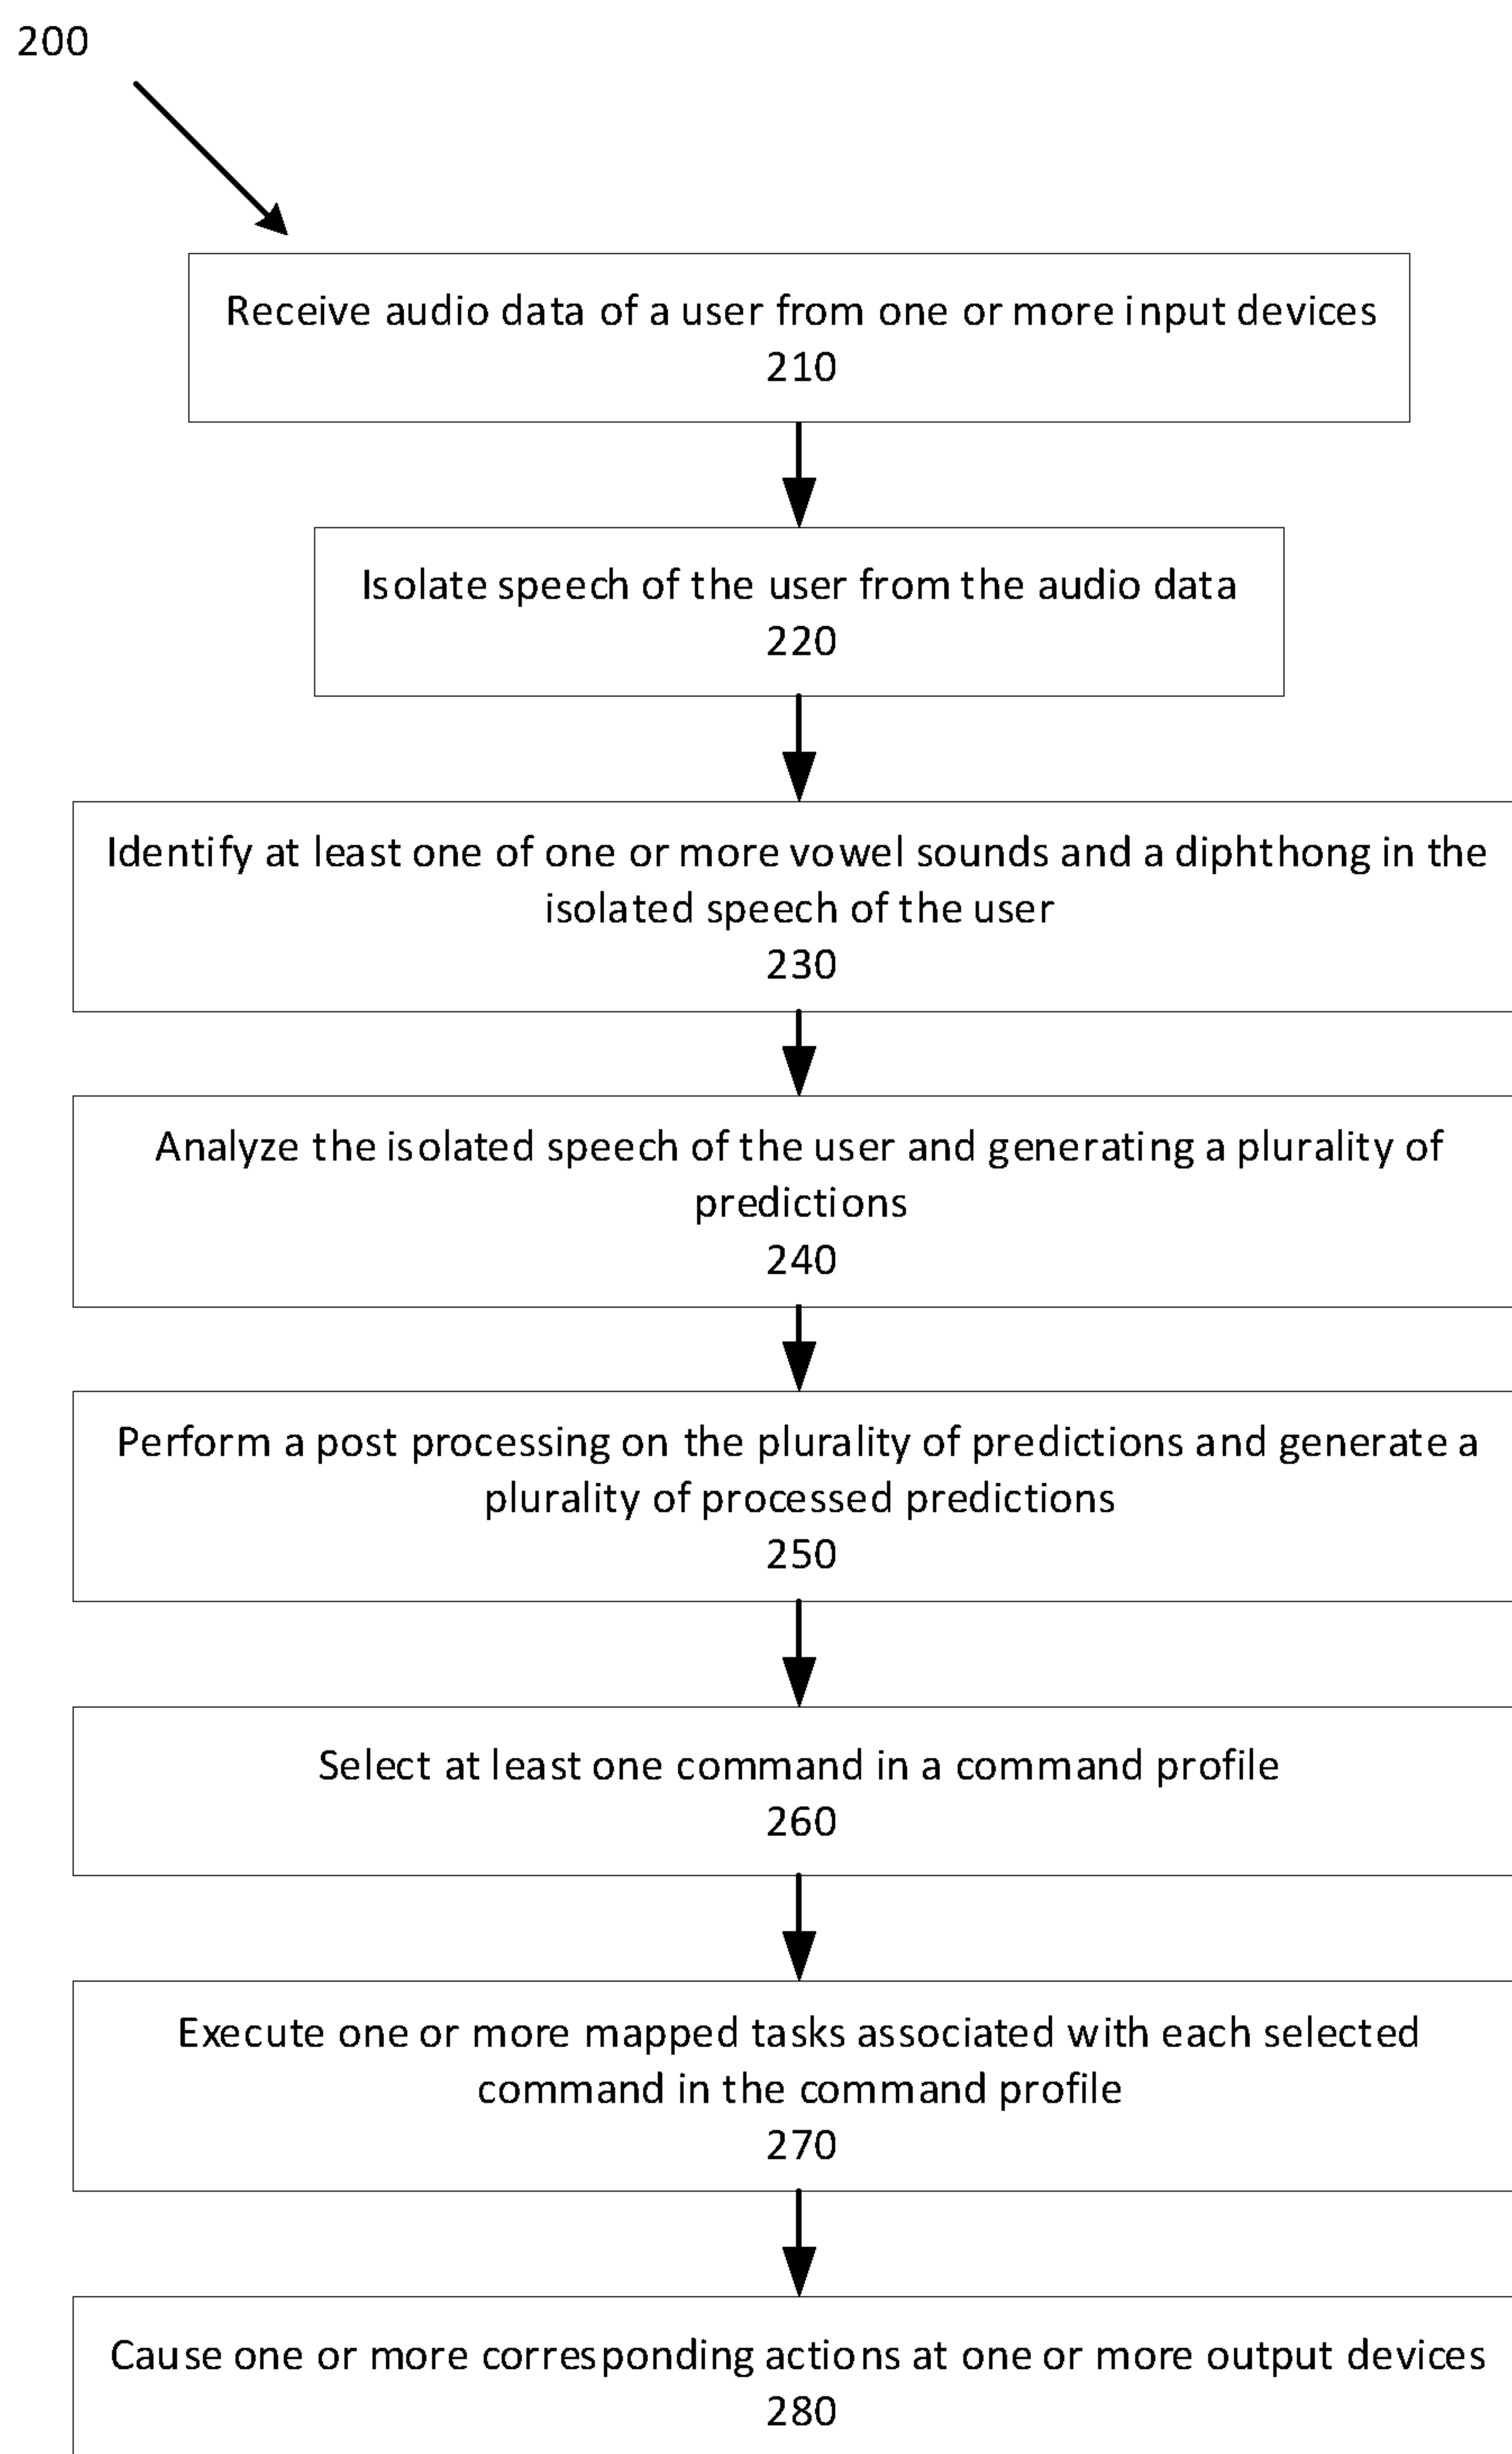 200
Receive audio data of a user from one or more input devices
210
Isolate speech of the user from the audio data
220
Identify at least one of one or more vowel sounds and a diphthong in the
isolated speech of the user
230
Analyze the isolated speech of the user and generating a plurality of
predictions
240
Perform a post processing on the plurality of predictions and generate a
plurality of processed predictions
250
Select at least one command in a command profile
260
Execute one or more mapped tasks associated with each selected
command in the command profile
270
Cause one or more corresponding actions at one or more output devices
280